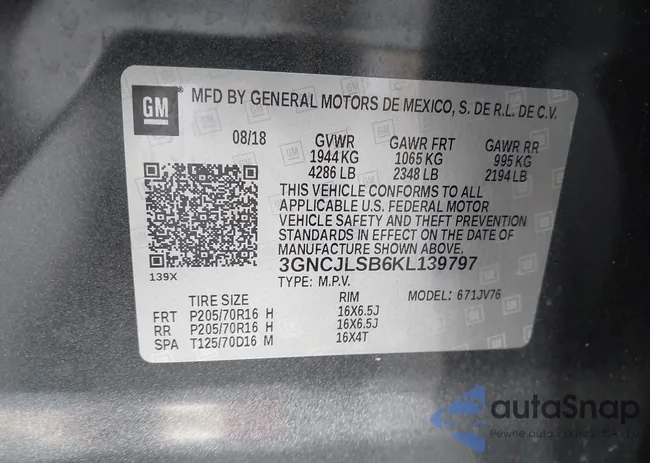 GM
MFD BY GENERAL MOTORS DE MEXICO, S. DE R.L. DE C.V.
08/18 GVWR GAWR FRT GAWR RR
1944 KG 1065 KG 995 KG
4286 LB 2348 LB 2194 LB
THIS VEHICLE CONFORMS TO ALL
APPLICABLE U.S. FEDERAL MOTOR
VEHICLE SAFETY AND THEFT PREVENTION
STANDARDS IN EFFECT ON THE DATE OF
MANUFACTURE SHOWN ABOVE.
139X
3GNCJLSB6KL139797
TYPE: M.P.V. MODEL: 671JV76
TIRE SIZE RIM
FRT P205/70R16 H 16X6.5J
RR P205/70R16 H 16X6.5J
SPA T125/70D16 M 16X4T
autoSnap
Pewne auto